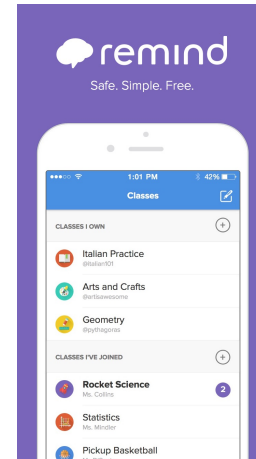 remind
Safe. Simple. Free.
1:01 PM 42%
Classes
CLASSES I OWN
Italian Practice
@italian101
Arts and Crafts
@artisawesome
Geometry
@pythagoras
CLASSES I'VE JOINED
Rocket Science
Ms. Collins
2
Statistics
Ms. Mindler
Pickup Basketball